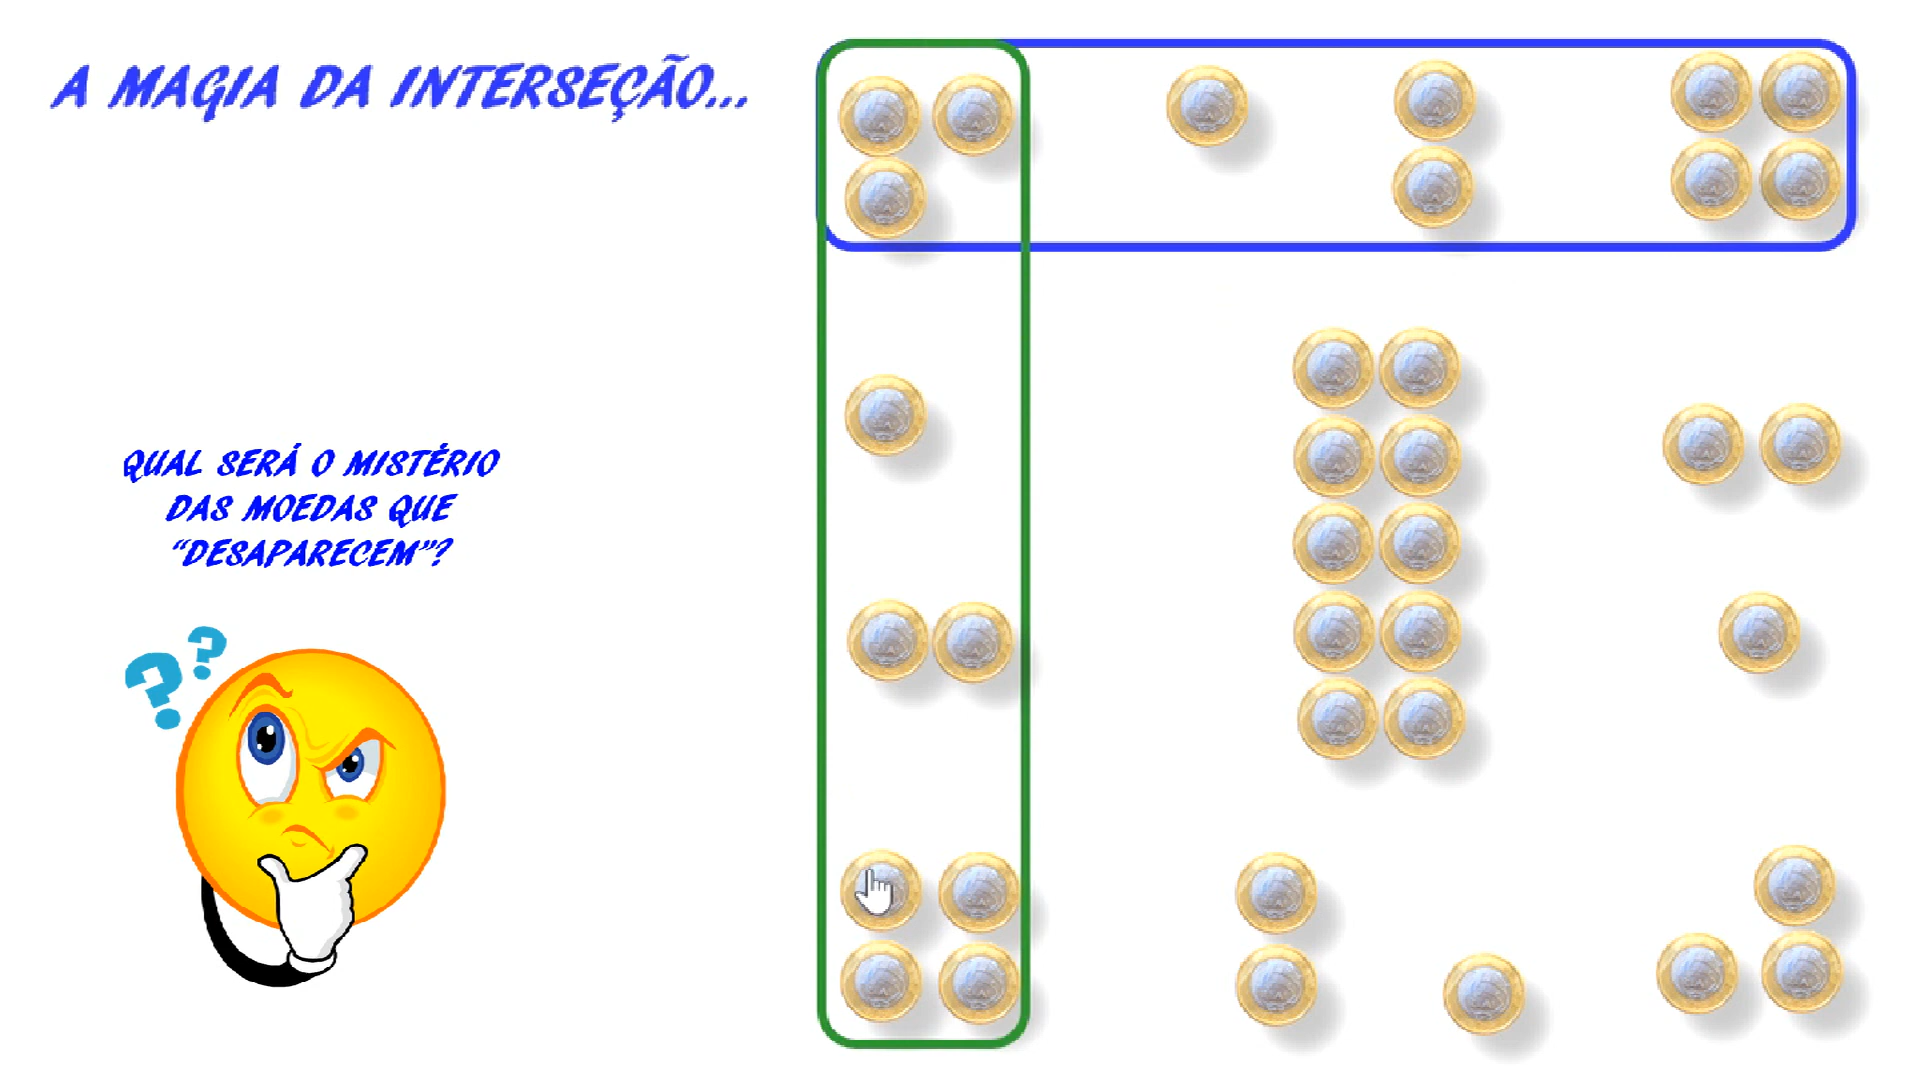 A MAGIA DA INTERSEÇÃO...
QUAL SERÁ O MISTÉRIO
DAS MOEDAS QUE
“DESAPARECEM”?
? ?